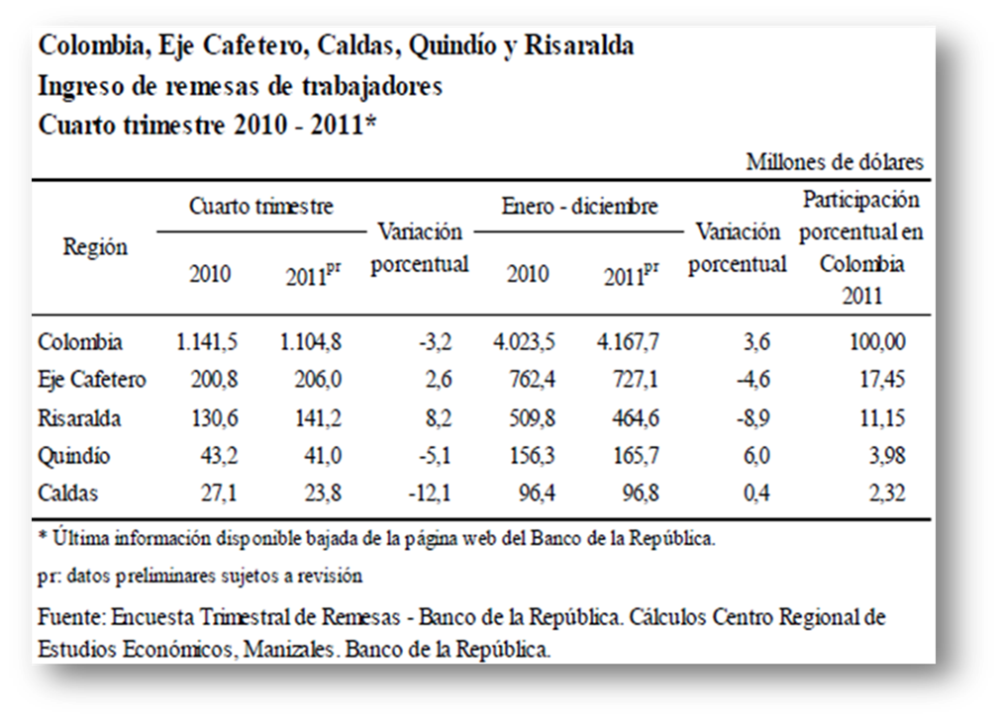 Colombia, Eje Cafetero, Caldas, Quindío y Risaralda
Ingreso de remesas de trabajadores
Cuarto trimestre 2010 - 2011*
Millones de dólares
Región Cuarto trimestre Variación porcentual Enero - diciembre Variación porcentual Participación porcentual en Colombia 2011
2010 2011pr 2010 2011pr
Colombia 1.141,5 1.104,8 -3,2 4.023,5 4.167,7 3,6 100,00
Eje Cafetero 200,8 206,0 2,6 762,4 727,1 -4,6 17,45
Risaralda 130,6 141,2 8,2 509,8 464,6 -8,9 11,15
Quindío 43,2 41,0 -5,1 156,3 165,7 6,0 3,98
Caldas 27,1 23,8 -12,1 96,4 96,8 0,4 2,32
* Última información disponible bajada de la página web del Banco de la República.
pr: datos preliminares sujetos a revisión
Fuente: Encuesta Trimestral de Remesas - Banco de la República. Cálculos Centro Regional de
Estudios Económicos, Manizales. Banco de la República.